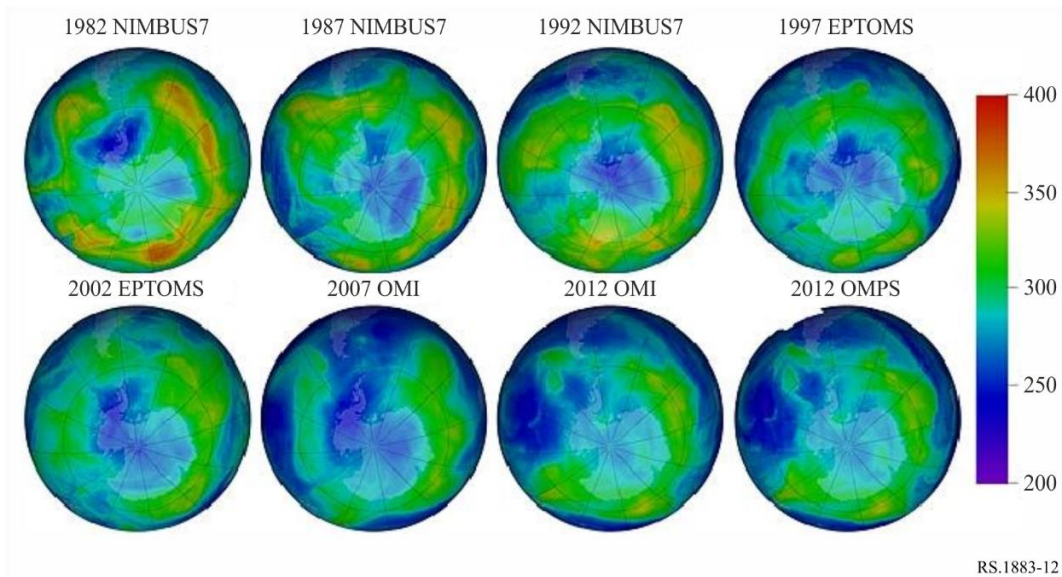 1982 NIMBUS7
1987 NIMBUS7
1992 NIMBUS7
1997 EPTOMS
2002 EPTOMS
2007 OMI
2012 OMI
2012 OMPS
400
350
300
250
200
RS.1883-12